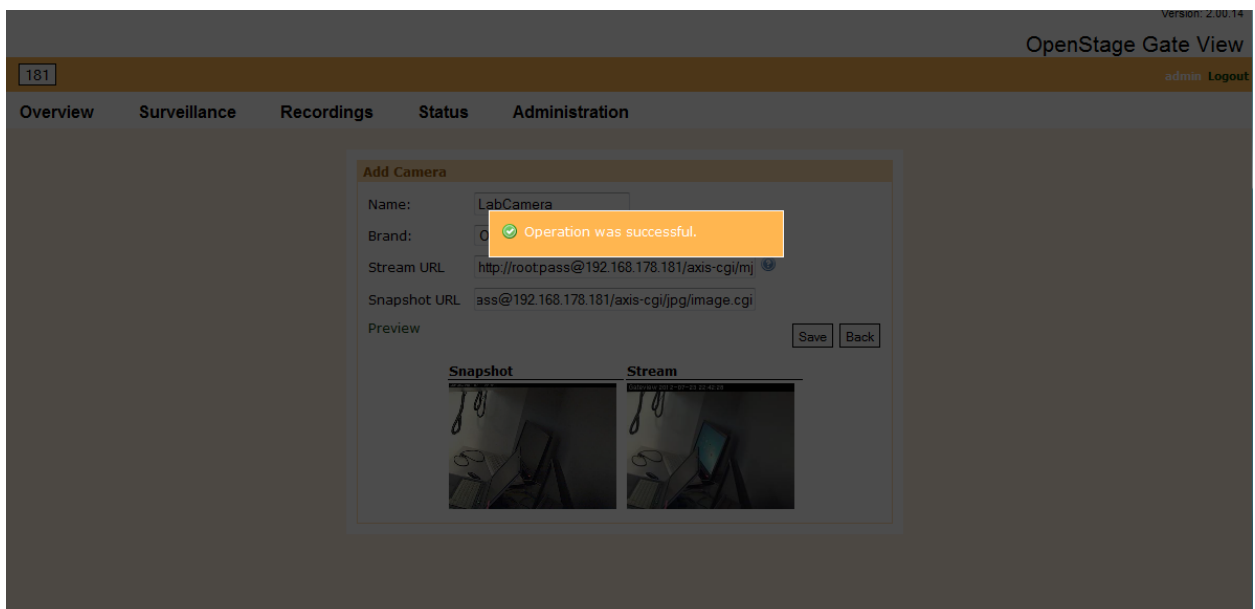 Version: 2.00.14
OpenStage Gate View
181
admin Logout
Overview Surveillance Recordings Status Administration
Add Camera
Name: LabCamera
Brand: O
Operation was successful.
Stream URL http://root:pass@192.168.178.181/axis-cgi/mj
Snapshot URL ass@192.168.178.181/axis-cgi/jpg/image.cgi
Preview
Save Back
Snapshot Stream